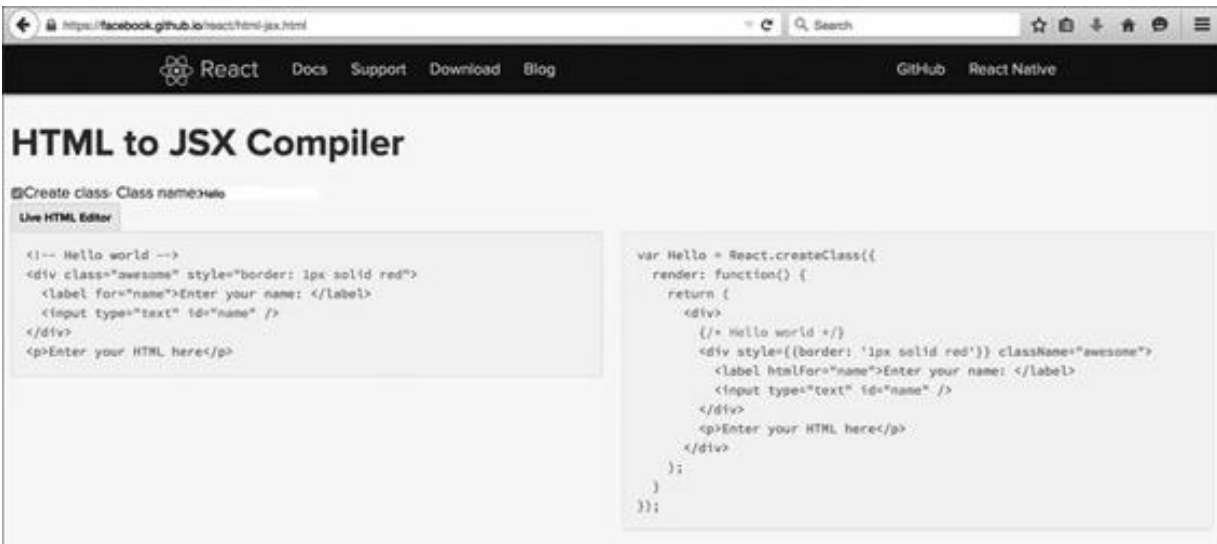 https://facebook.github.io/react/html-jsx.html
Search
React Docs Support Download Blog GitHub React Native
HTML to JSX Compiler
Create class· Class name:Hello
Live HTML Editor
<!-- Hello world -->
<div class="awesome" style="border: 1px solid red">
<label for="name">Enter your name: </label>
<input type="text" id="name" />
</div>
<p>Enter your HTML here</p>
var Hello = React.createClass({
render: function() {
return (
<div>
{/* Hello world */}
<div style={{border: '1px solid red'}} className="awesome">
<label htmlFor="name">Enter your name: </label>
<input type="text" id="name" />
</div>
<p>Enter your HTML here</p>
</div>
);
}
});